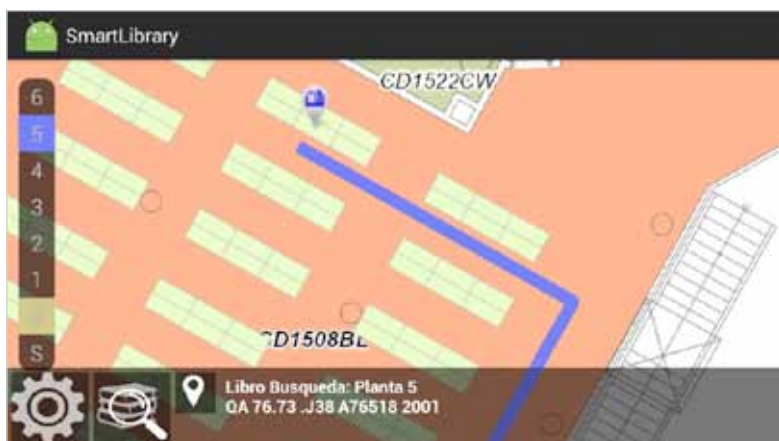 SmartLibrary
CD1522CW
6
5
4
3
2
1
S
CD1508BL
Libro Busqueda: Planta 5
QA 76.73 .J38 A76518 2001